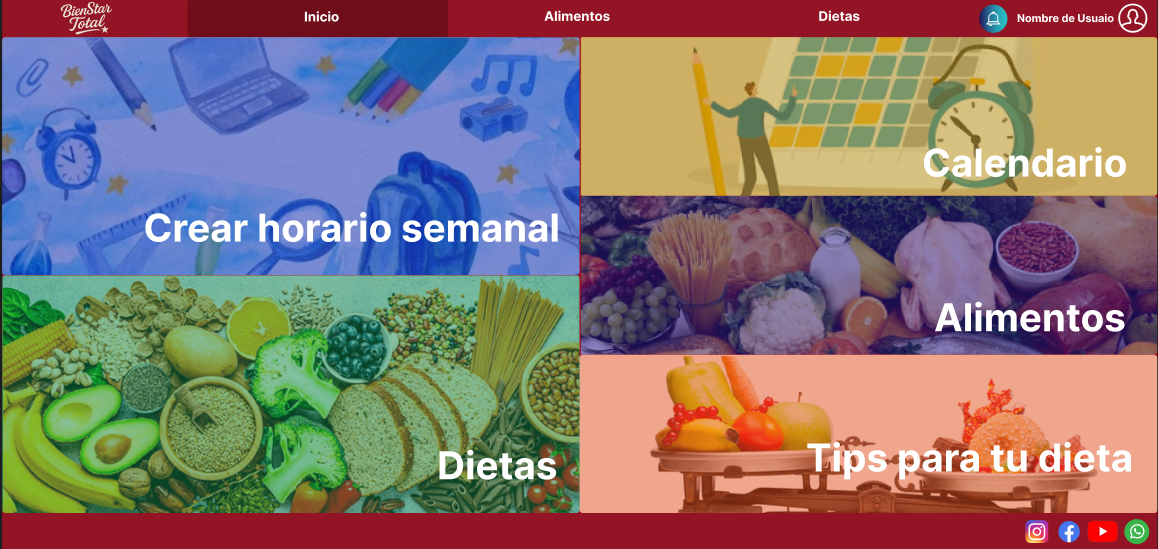 BienStar
Total
Inicio
Alimentos
Dietas
Nombre de Usuaio
Crear horario semanal
Calendario
Alimentos
Dietas
Tips para tu dieta